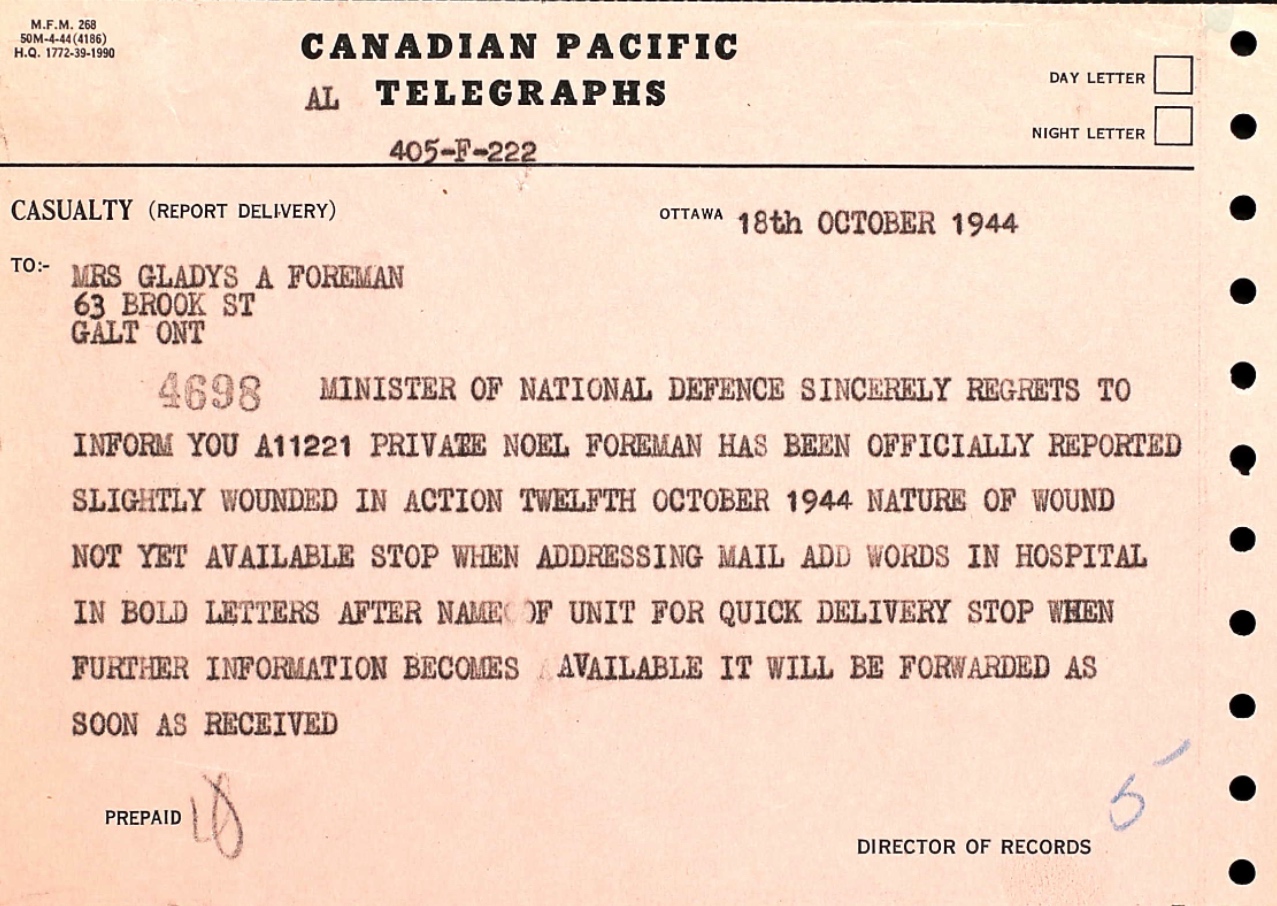 M.F.M. 268
50M-4-44(4186)
H.Q. 1772-39-1990
CANADIAN PACIFIC
AL TELEGRAPHS
405-F-222
DAY LETTER
NIGHT LETTER
CASUALTY (REPORT DELIVERY)
OTTAWA 18th OCTOBER 1944
TO:- MRS GLADYS A FOREMAN
63 BROOK ST
GALT ONT
4698 MINISTER OF NATIONAL DEFENCE SINCERELY REGRETS TO
INFORM YOU A11221 PRIVATE NOEL FOREMAN HAS BEEN OFFICIALLY REPORTED
SLIGHTLY WOUNDED IN ACTION TWELFTH OCTOBER 1944 NATURE OF WOUND
NOT YET AVAILABLE STOP WHEN ADDRESSING MAIL ADD WORDS IN HOSPITAL
IN BOLD LETTERS AFTER NAME OF UNIT FOR QUICK DELIVERY STOP WHEN
FURTHER INFORMATION BECOMES AVAILABLE IT WILL BE FORWARDED AS
SOON AS RECEIVED
PREPAID
5
DIRECTOR OF RECORDS